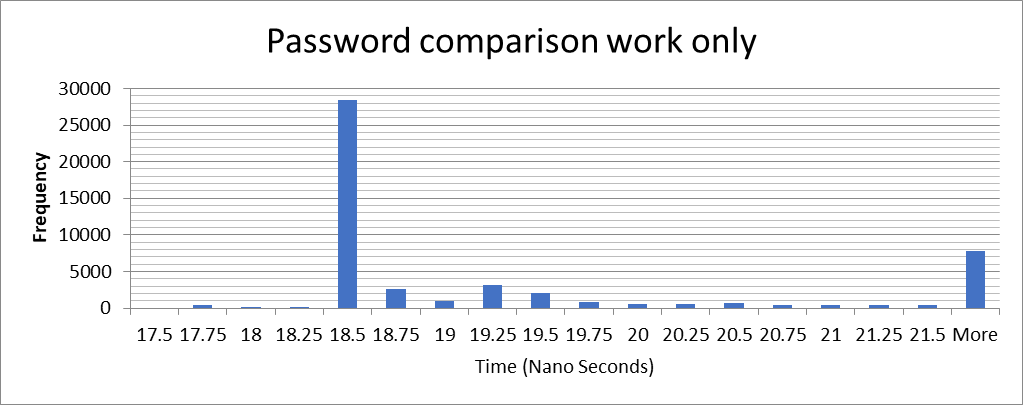 Password comparison work only
30000
25000
20000
15000
10000
5000
0
Frequency
17.5 17.75 18 18.25 18.5 18.75 19 19.25 19.5 19.75 20 20.25 20.5 20.75 21 21.25 21.5 More
Time (Nano Seconds)